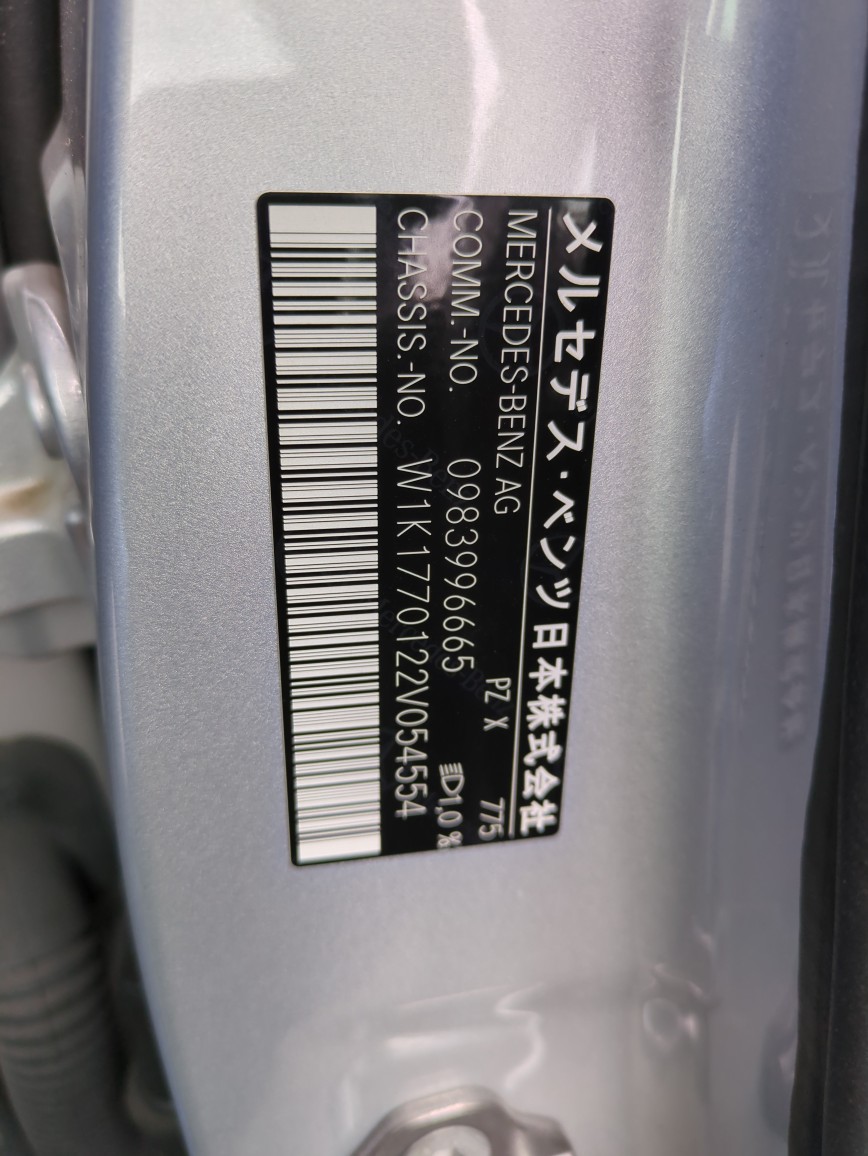 メルセデス・ベンツ日本株式会社
MERCEDES-BENZ AG PZ X 775
COMM.-NO. 0983996665 1,0 %
CHASSIS.-NO. W1K1770122V054554